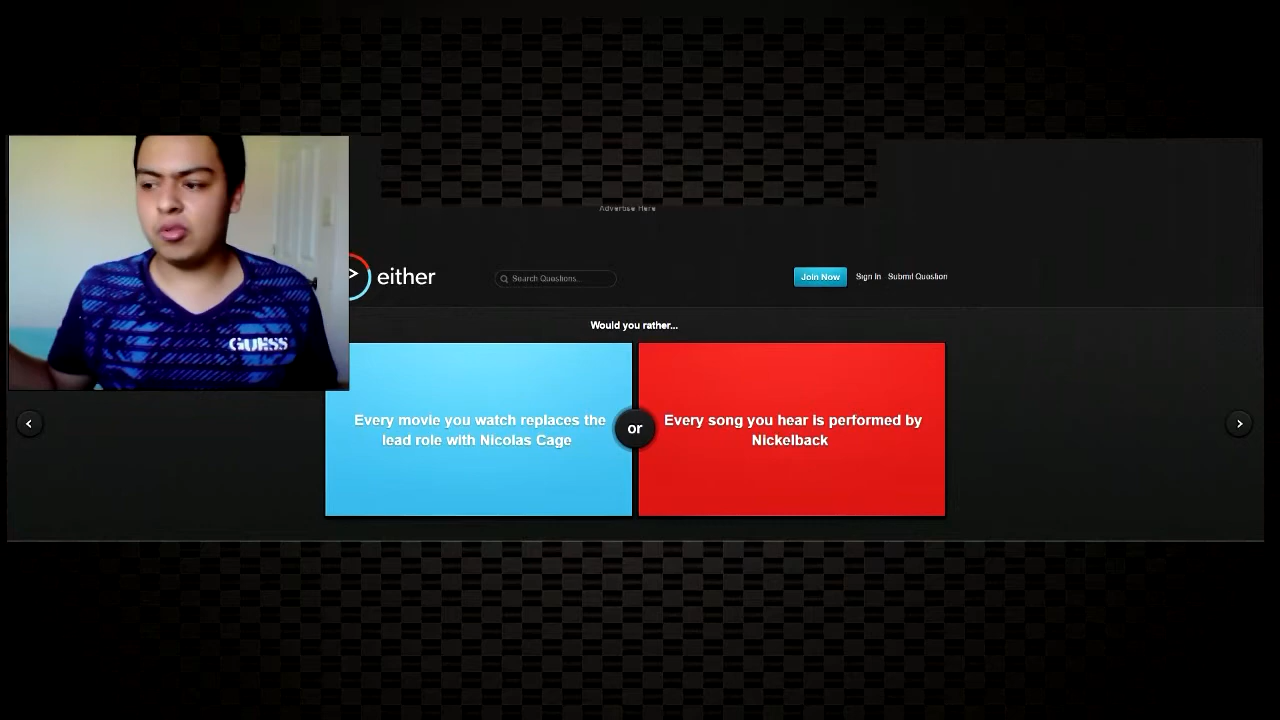 Advertise Here
either
Search Questions...
Join Now
Sign In
Submit Question
GUESS
Would you rather...
Every movie you watch replaces the
lead role with Nicolas Cage
or
Every song you hear is performed by
Nickelback